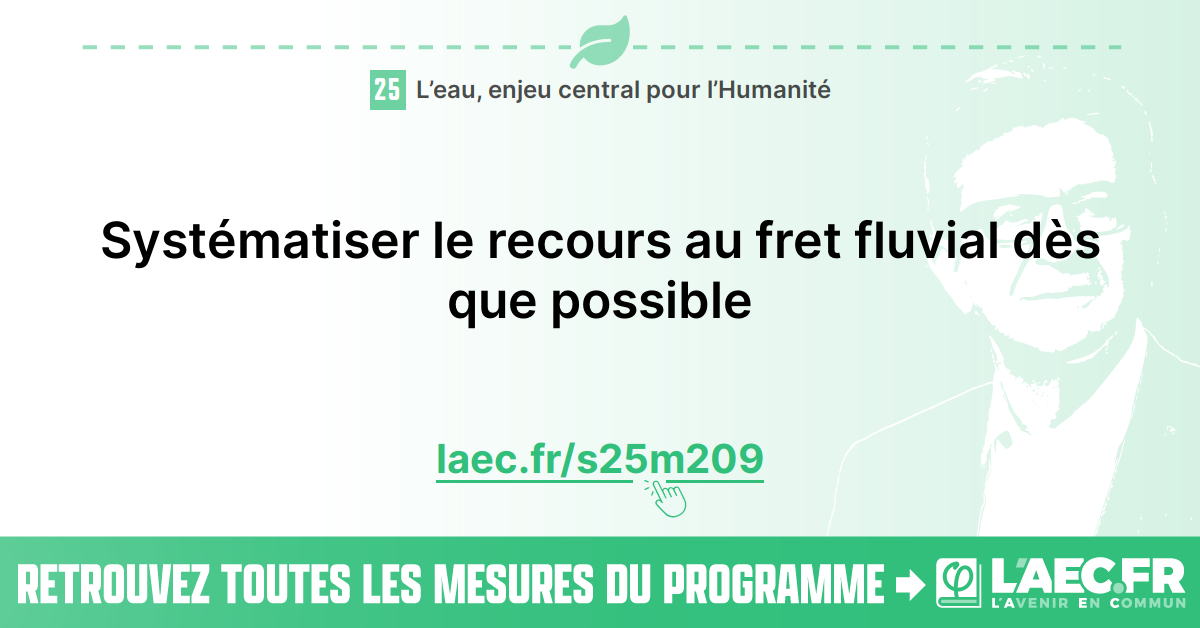 25 L’eau, enjeu central pour l’Humanité
Systématiser le recours au fret fluvial dès
que possible
laec.fr/s25m209
RETROUVEZ TOUTES LES MESURES DU PROGRAMME
φ L'AEC.FR
L'AVENIR EN COMMUN